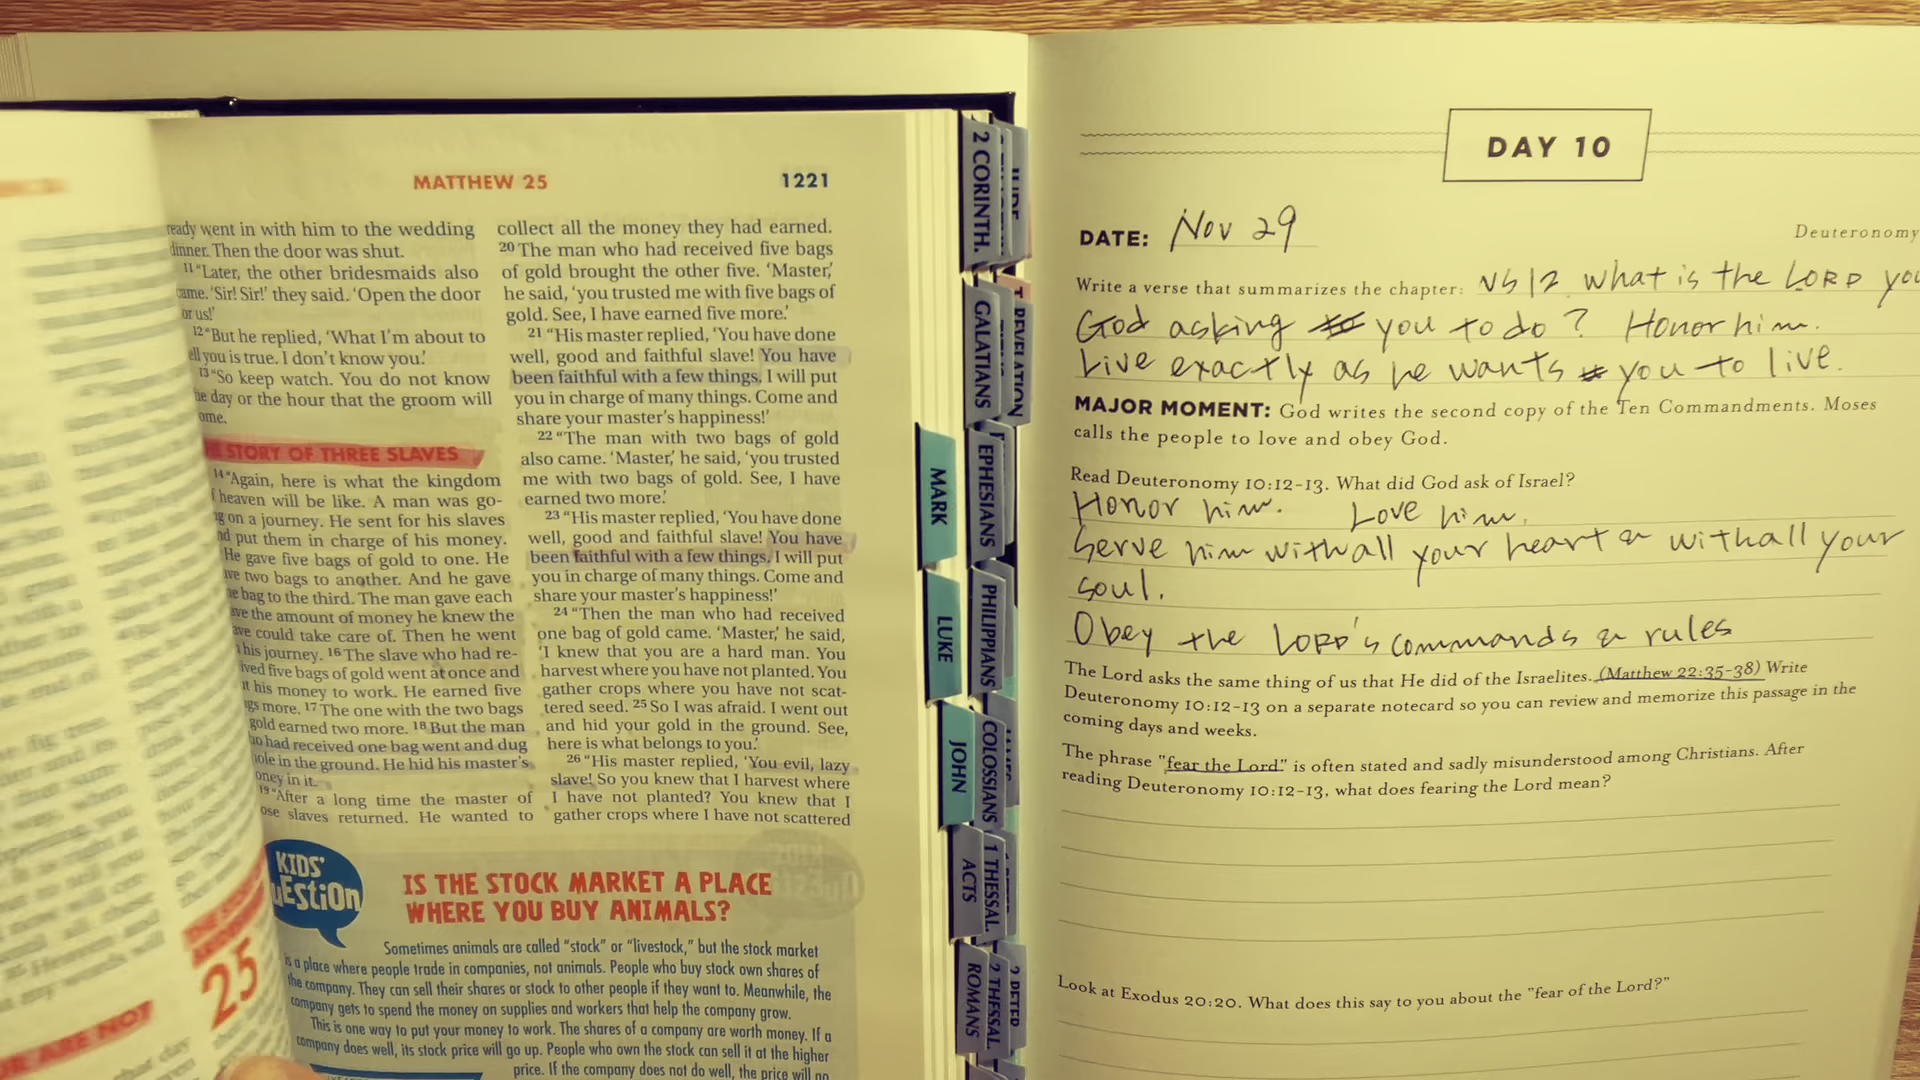 MATTHEW 25
1221
ready went in with him to the wedding
dinner. Then the door was shut.
11 "Later, the other bridesmaids also
came. 'Sir! Sir!' they said. 'Open the door
or us!'
12 "But he replied, 'What I'm about to
ell you is true. I don't know you.'
13 "So keep watch. You do not know
he day or the hour that the groom will
ome.
E STORY OF THREE SLAVES
14 "Again, here is what the kingdom
f heaven will be like. A man was go-
ng on a journey. He sent for his slaves
nd put them in charge of his money.
He gave five bags of gold to one. He
ave two bags to another. And he gave
ne bag to the third. The man gave each
ave the amount of money he knew the
ave could take care of. Then he went
his journey. 16 The slave who had re-
ived five bags of gold went at once and
t his money to work. He earned five
gs more. 17 The one with the two bags
gold earned two more. 18 But the man
ho had received one bag went and dug
ole in the ground. He hid his master's
oney in it.
19 "After a long time the master of
ose slaves returned. He wanted to
collect all the money they had earned.
20 The man who had received five bags
of gold brought the other five. 'Master,'
he said, 'you trusted me with five bags of
gold. See, I have earned five more.'
21 "His master replied, 'You have done
well, good and faithful slave! You have
been faithful with a few things. I will put
you in charge of many things. Come and
share your master's happiness!'
22 "The man with two bags of gold
also came. 'Master,' he said, 'you trusted
me with two bags of gold. See, I have
earned two more.'
23 "His master replied, 'You have done
well, good and faithful slave! You have
been faithful with a few things. I will put
you in charge of many things. Come and
share your master's happiness!'
24 "Then the man who had received
one bag of gold came. 'Master,' he said,
'I knew that you are a hard man. You
harvest where you have not planted. You
gather crops where you have not scat-
tered seed. 25 So I was afraid. I went out
and hid your gold in the ground. See,
here is what belongs to you.'
26 "His master replied, 'You evil, lazy
slave! So you knew that I harvest where
I have not planted? You knew that I
gather crops where I have not scattered
KIDS'
QUESTION
IS THE STOCK MARKET A PLACE
WHERE YOU BUY ANIMALS?
Sometimes animals are called "stock" or "livestock," but the stock market
is a place where people trade in companies, not animals. People who buy stock own shares of
the company. They can sell their shares or stock to other people if they want to. Meanwhile, the
company gets to spend the money on supplies and workers that help the company grow.
This is one way to put your money to work. The shares of a company are worth money. If a
company does well, its stock price will go up. People who own the stock can sell it at the higher
price. If the company does not do well, the price will go
25
R ARE NOT
MARK
LUKE
JOHN
ACTS
ROMANS
2 CORINTH.
GALATIANS
EPHESIANS
PHILIPPIANS
COLOSSIANS
1 THESSAL.
2 THESSAL.
JUDE
REVELATION
2 PETER
DAY 10
DATE: Nov 29
Deuteronomy
Write a verse that summarizes the chapter: VS 12 What is the LORD you
God asking you to do? Honor him.
Live exactly as he wants you to live.
MAJOR MOMENT: God writes the second copy of the Ten Commandments. Moses
calls the people to love and obey God.
Read Deuteronomy 10:12-13. What did God ask of Israel?
Honor him. Love him.
Serve him with all your heart & with all your
soul.
Obey the LORD's commands & rules
The Lord asks the same thing of us that He did of the Israelites. (Matthew 22:35-38) Write
Deuteronomy 10:12-13 on a separate notecard so you can review and memorize this passage in the
coming days and weeks.
The phrase "fear the Lord" is often stated and sadly misunderstood among Christians. After
reading Deuteronomy 10:12-13, what does fearing the Lord mean?
Look at Exodus 20:20. What does this say to you about the "fear of the Lord?"